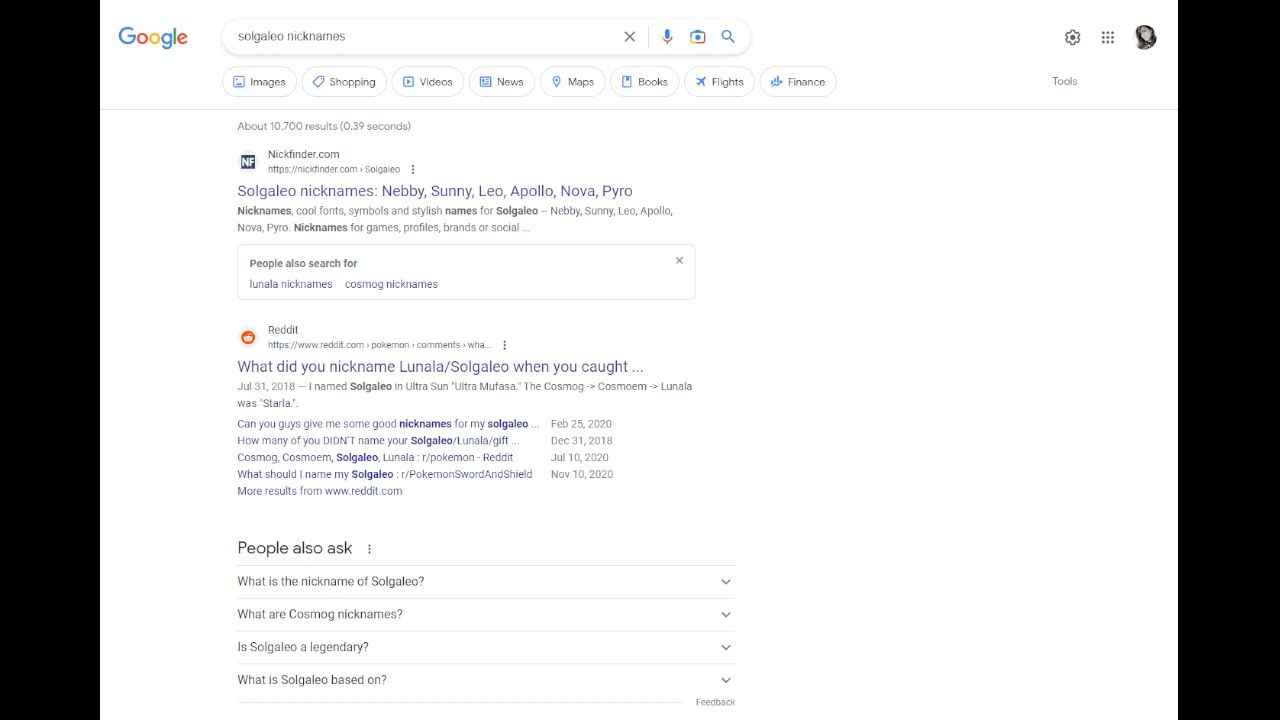 Google
solgaleo nicknames
Images Shopping Videos News Maps Books Flights Finance Tools
About 10,700 results (0.39 seconds)
NF
Nickfinder.com
https://nickfinder.com › Solgaleo
Solgaleo nicknames: Nebby, Sunny, Leo, Apollo, Nova, Pyro
Nicknames, cool fonts, symbols and stylish names for Solgaleo – Nebby, Sunny, Leo, Apollo,
Nova, Pyro. Nicknames for games, profiles, brands or social ...
People also search for
lunala nicknames cosmog nicknames
Reddit
https://www.reddit.com › pokemon › comments › wha...
What did you nickname Lunala/Solgaleo when you caught ...
Jul 31, 2018 — I named Solgaleo in Ultra Sun "Ultra Mufasa." The Cosmog -> Cosmoem -> Lunala
was "Starla.".
Can you guys give me some good nicknames for my solgaleo ... Feb 25, 2020
How many of you DIDN'T name your Solgaleo/Lunala/gift ... Dec 31, 2018
Cosmog, Cosmoem, Solgaleo, Lunala : r/pokemon - Reddit Jul 10, 2020
What should I name my Solgaleo : r/PokemonSwordAndShield Nov 10, 2020
More results from www.reddit.com
People also ask
What is the nickname of Solgaleo?
What are Cosmog nicknames?
Is Solgaleo a legendary?
What is Solgaleo based on?
Feedback